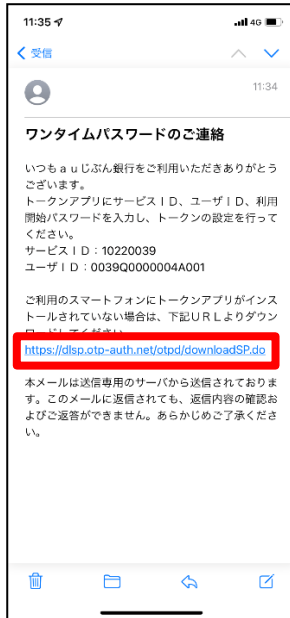 11:35
4G
受信
11:34
ワンタイムパスワードのご連絡
いつもａｕじぶん銀行をご利用いただきありがとう
ございます。
トークンアプリにサービスＩＤ、ユーザＩＤ、利用
開始パスワードを入力し、トークンの設定を行って
ください。
サービスＩＤ：10220039
ユーザＩＤ：0039Q0000004A001
ご利用のスマートフォンにトークンアプリがインス
トールされていない場合は、下記ＵＲＬよりダウン
ロードしてください
https://dlsp.otp-auth.net/otpd/downloadSP.do
本メールは送信専用のサーバから送信されておりま
す。このメールに返信されても、返信内容の確認お
よびご返答ができません。あらかじめご了承くださ
い。